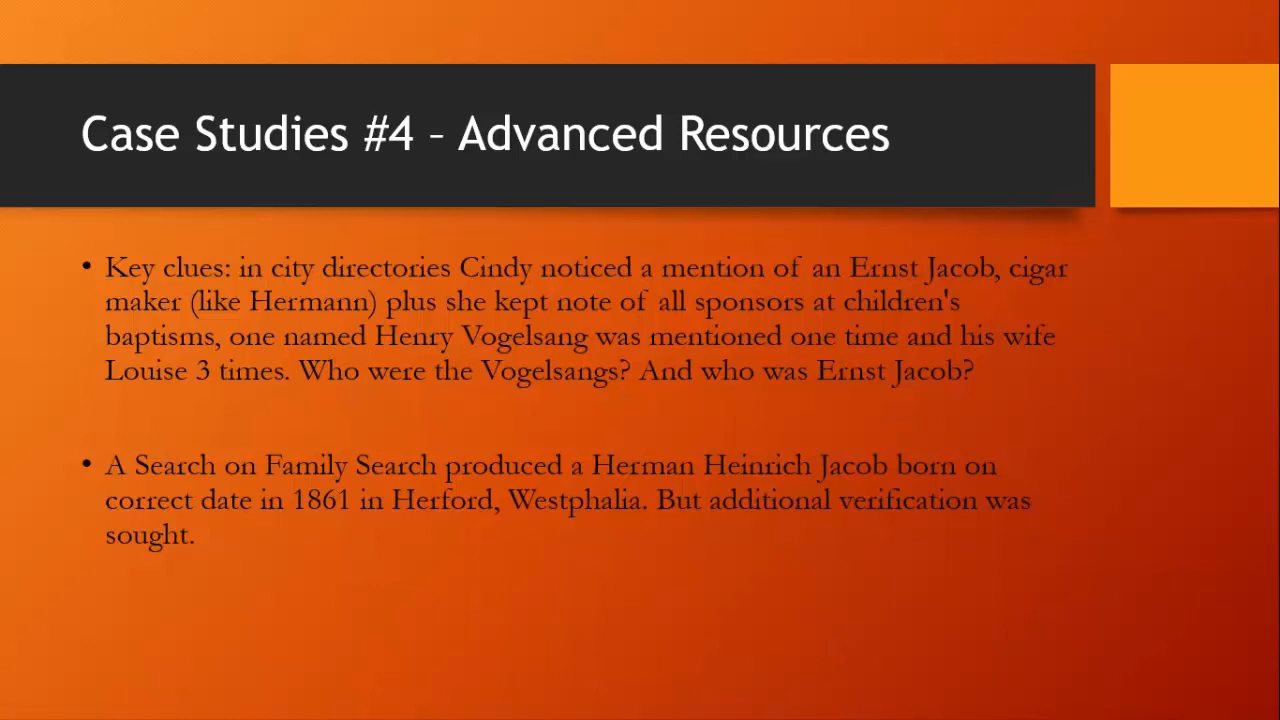 Case Studies #4 – Advanced Resources
• Key clues: in city directories Cindy noticed a mention of an Ernst Jacob, cigar
maker (like Hermann) plus she kept note of all sponsors at children's
baptisms, one named Henry Vogelsang was mentioned one time and his wife
Louise 3 times. Who were the Vogelsangs? And who was Ernst Jacob?
• A Search on Family Search produced a Herman Heinrich Jacob born on
correct date in 1861 in Herford, Westphalia. But additional verification was
sought.